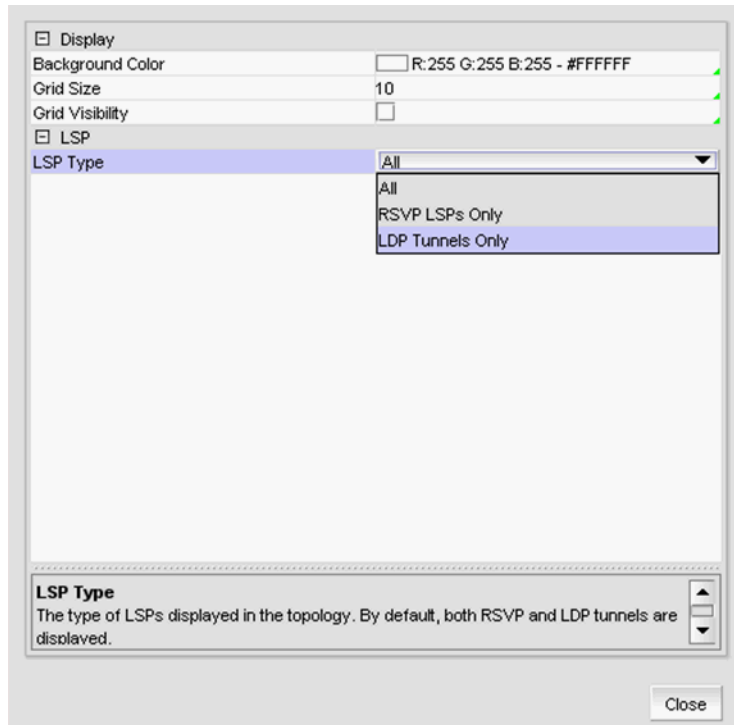 Display
Background Color R:255 G:255 B:255 - #FFFFFF
Grid Size 10
Grid Visibility
LSP
LSP Type All
All
RSVP LSPs Only
LDP Tunnels Only
LSP Type
The type of LSPs displayed in the topology. By default, both RSVP and LDP tunnels are
displayed.
Close